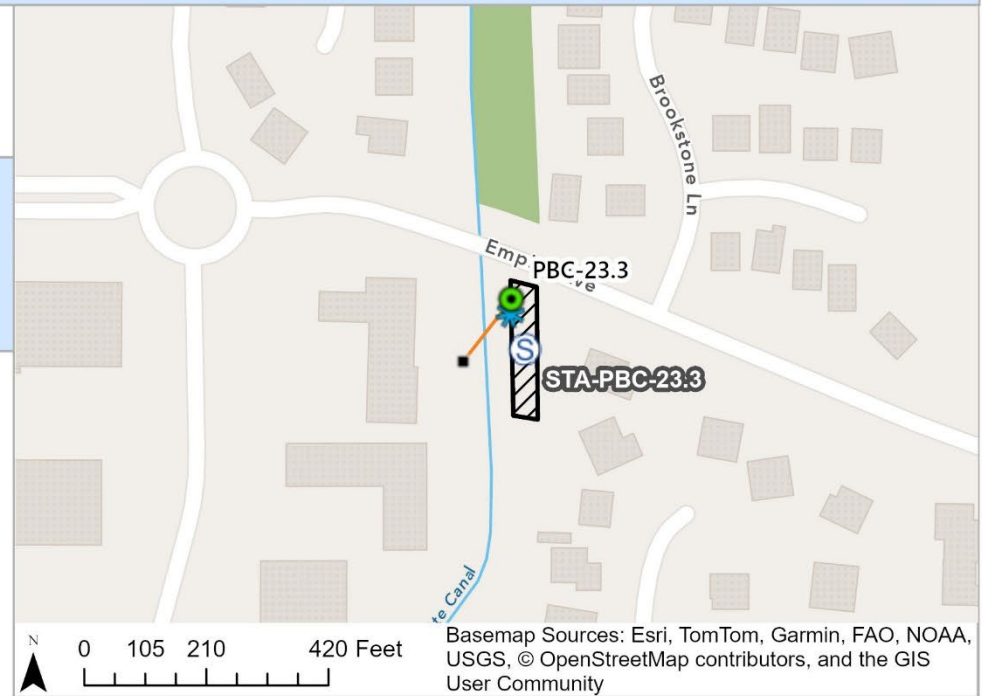 Brookstone Ln
PBC-23.3
S
STA-PBC-23.3
Canal
N
0 105 210 420 Feet
Basemap Sources: Esri, TomTom, Garmin, FAO, NOAA,
USGS, © OpenStreetMap contributors, and the GIS
User Community